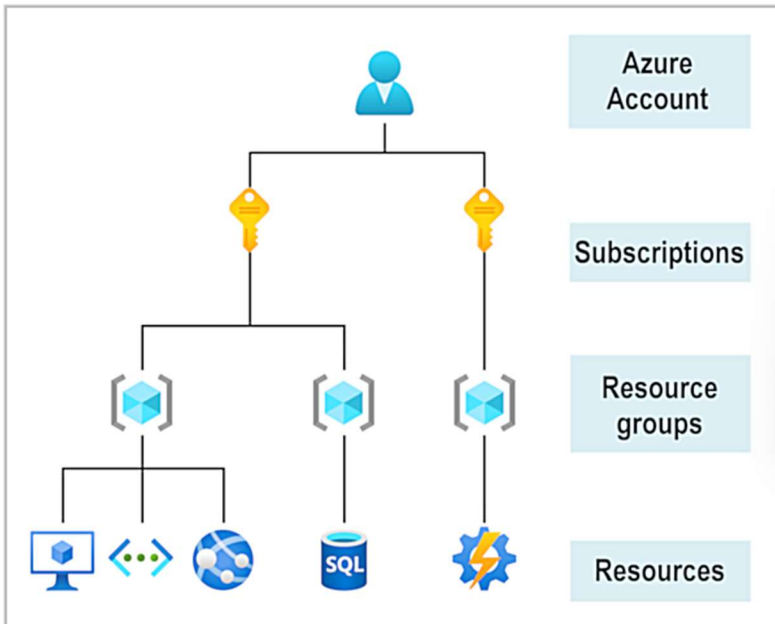 Azure
Account
Subscriptions
Resource
groups
SQL
Resources